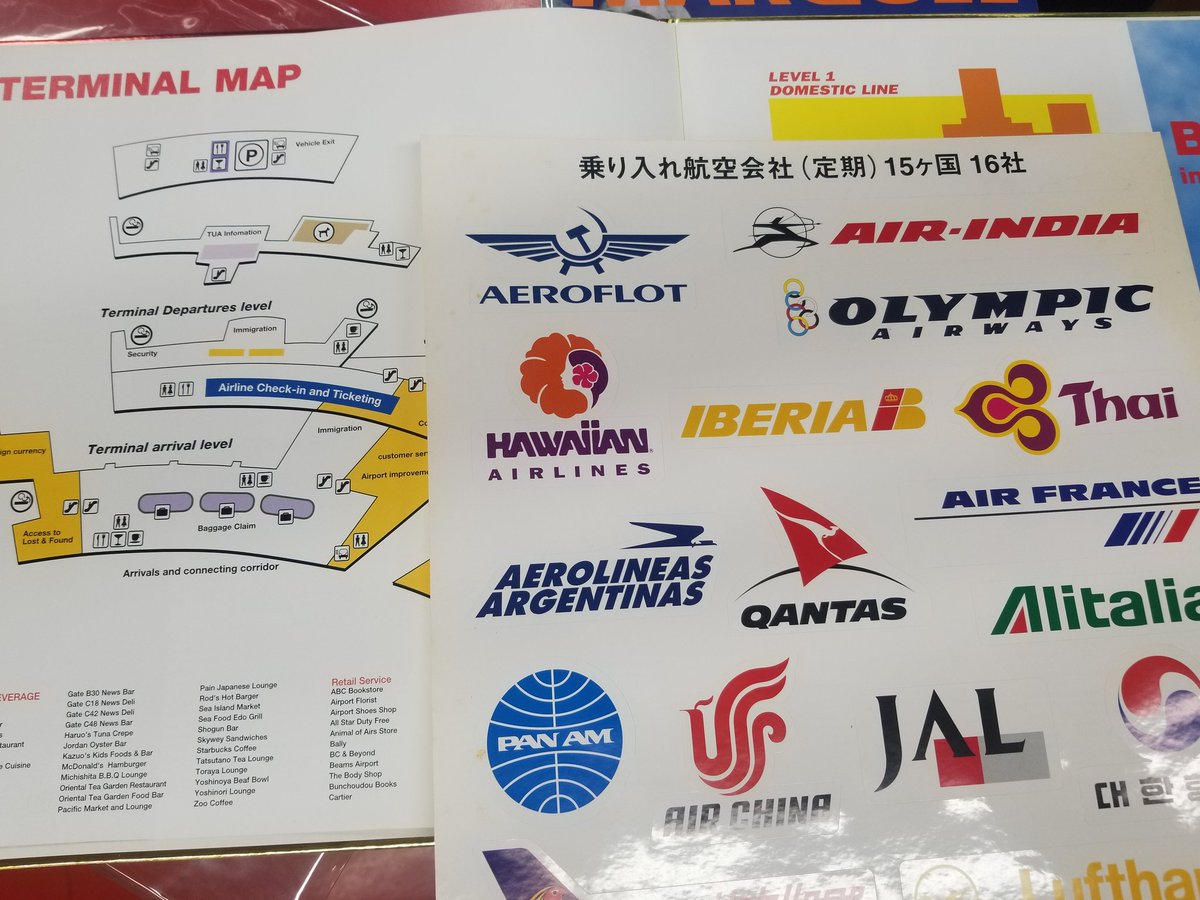 TERMINAL MAP
Vehicle Exit
P
TUA Infomation
Terminal Departures level
Immigration
Security
Airline Check-in and Ticketing
Immigration
Terminal arrival level
customer
Airport
Baggage Claim
Access to
Lost & Found
currency
Arrivals and connecting corridor
Gate B30 News Bar
Gate C18 News Deli
Gate C42 News Deli
Gate C48 News Bar
Haruo's Tuna Crepe
Jordan Oyster Bar
Kazuo's Kids Foods & Bar
McDonald's Hamburger
Michishita B.B.Q Lounge
Oriental Tea Garden Restaurant
Oriental Tea Garden Food Bar
Pacific Market and Lounge
Pain Japanese Lounge
Rod's Hot Barger
Sea Island Market
Sea Food Edo Grill
Shogun Bar
Skywey Sandwiches
Starbucks Coffee
Tatsutano Tea Lounge
Toraya Lounge
Yoshinoya Beaf Bowl
Yoshinori Lounge
Zoo Coffee
Retail Service
ABC Bookstore
Airport Florist
Airport Shoes Shop
All Star Duty Free
Animal of Airs Store
Bally
BC & Beyond
Beams Airport
The Body Shop
Bunchoudou Books
Cartier
Cuisine
LEVEL 1
DOMESTIC LINE
乗り入れ航空会社(定期)15ヶ国 16社
AEROFLOT
AIR-INDIA
OLYMPIC
AIRWAYS
HAWAIIAN
AIRLINES
IBERIA
Thai
AIR FRANCE
AEROLINEAS
ARGENTINAS
QANTAS
Alitalia
PAN AM
AIR CHINA
JAL
대한